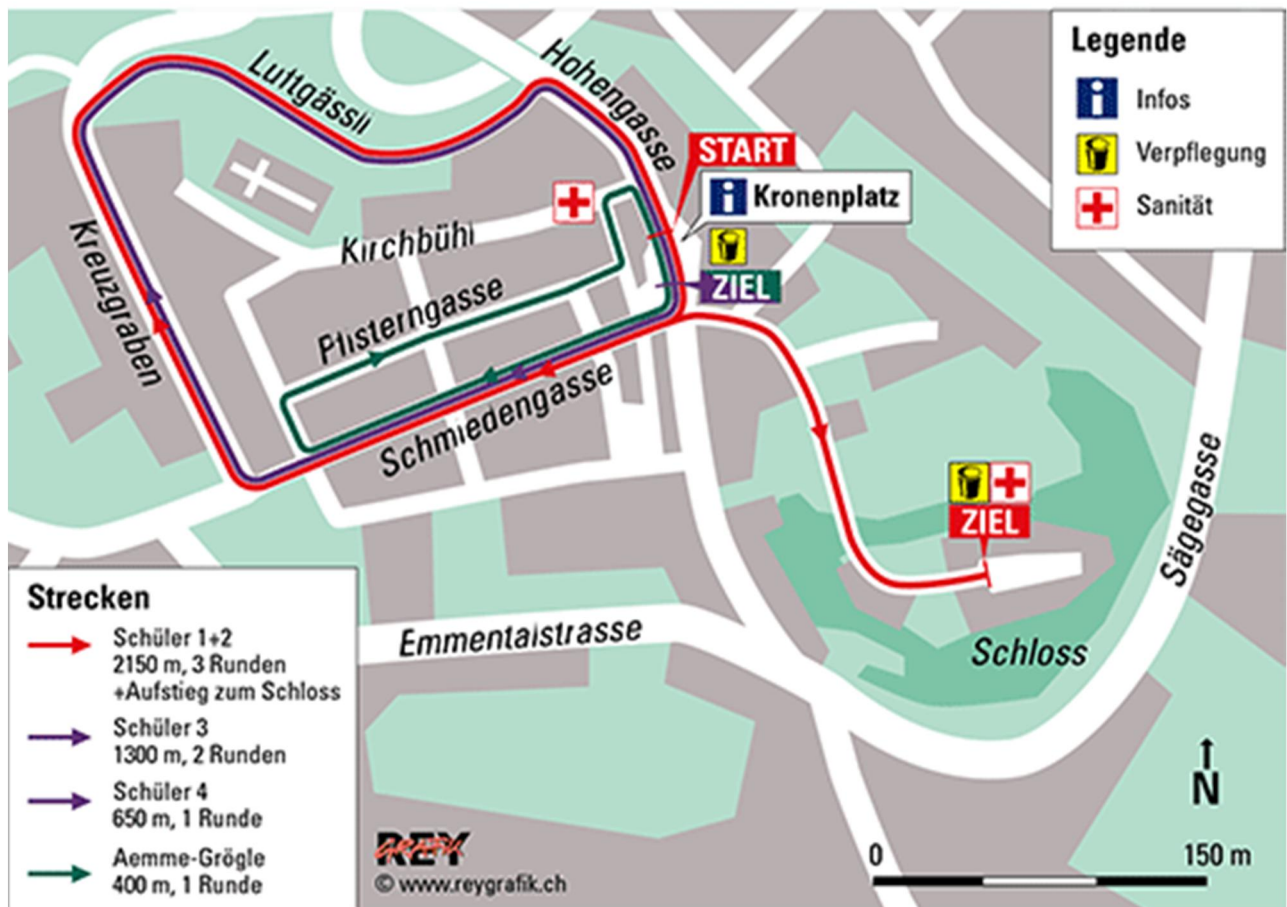 Legende
Infos
Verpflegung
Sanität
Hohengasse
Luftgässli
START
Kronenplatz
ZIEL
Kirchbühl
Pfisterngasse
Kreuzgraben
Schmiedengasse
ZIEL
Sägegasse
Schloss
Emmentalstrasse
Strecken
Schüler 1+2
2150 m, 3 Runden
+Aufstieg zum Schloss
Schüler 3
1300 m, 2 Runden
Schüler 4
650 m, 1 Runde
Aemme-Grögle
400 m, 1 Runde
REY
GRAFIK
© www.reygrafik.ch
N
0 150 m